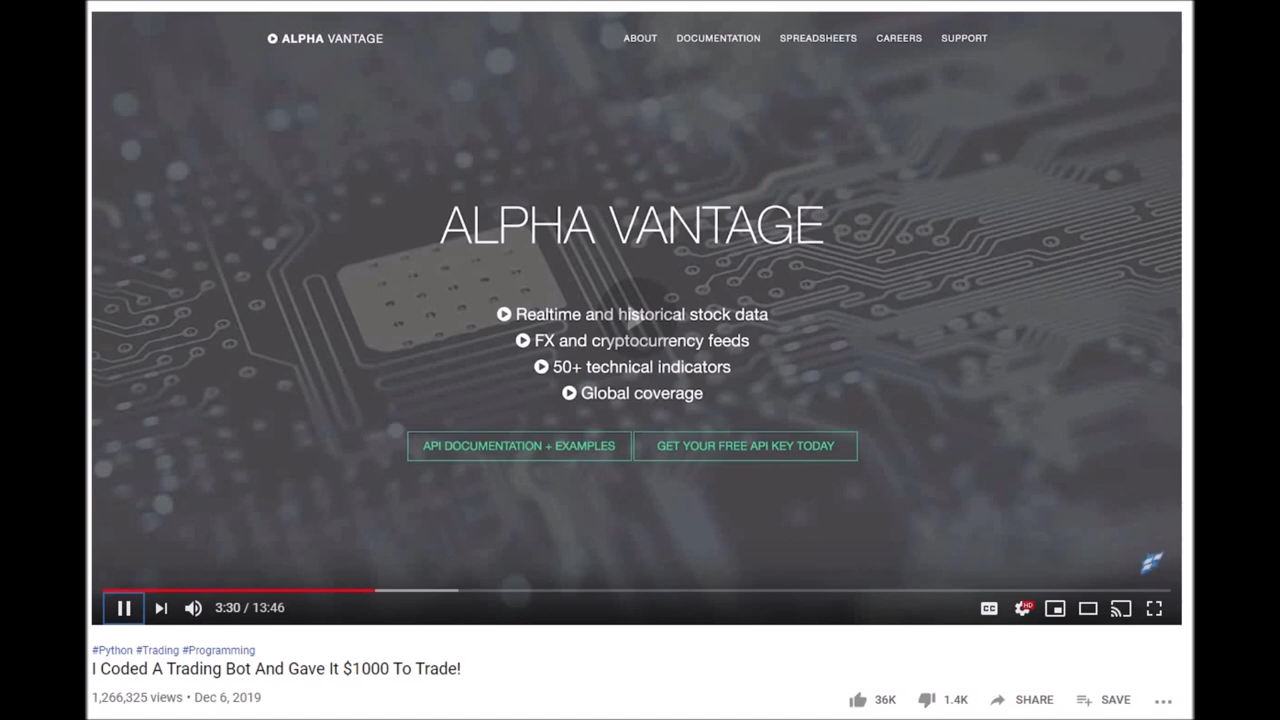 ALPHA VANTAGE
ABOUT DOCUMENTATION SPREADSHEETS CAREERS SUPPORT
ALPHA VANTAGE
Realtime and historical stock data
FX and cryptocurrency feeds
50+ technical indicators
Global coverage
API DOCUMENTATION + EXAMPLES GET YOUR FREE API KEY TODAY
3:30 / 13:46
CC HD
#Python #Trading #Programming
I Coded A Trading Bot And Gave It $1000 To Trade!
1,266,325 views • Dec 6, 2019
36K 1.4K SHARE SAVE